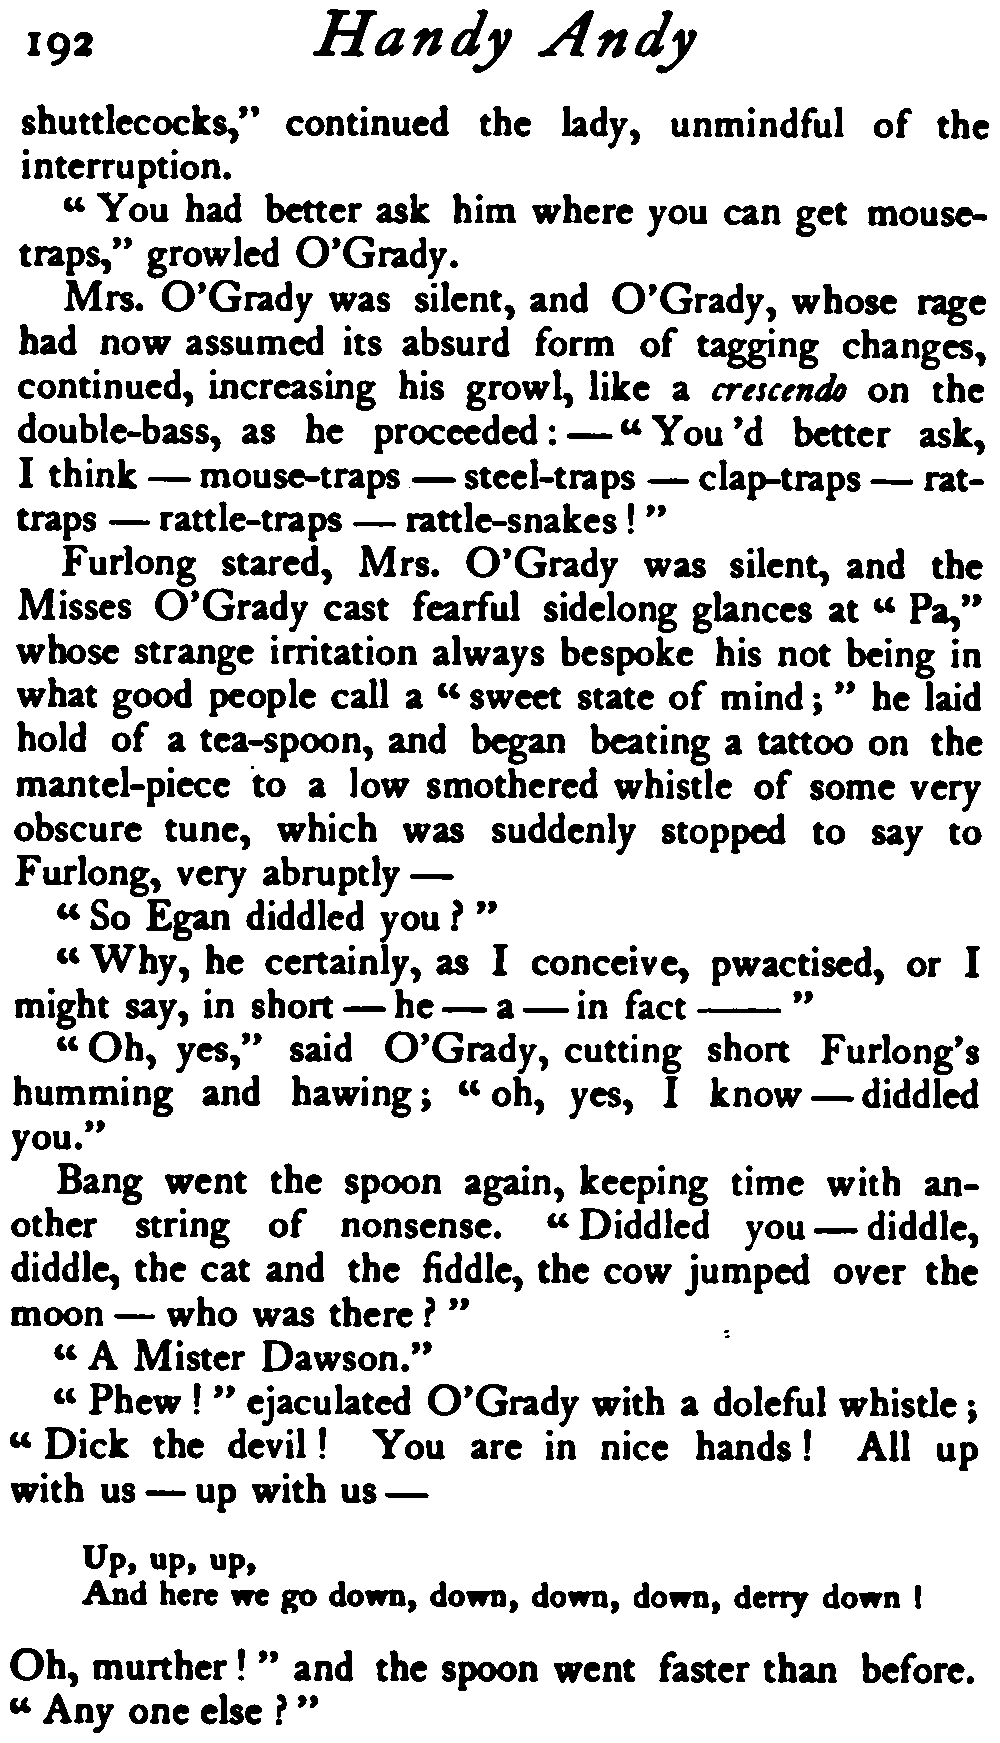 192 Handy Andy
shuttlecocks," continued the lady, unmindful of the
interruption.
"You had better ask him where you can get mouse-
traps," growled O'Grady.
Mrs. O'Grady was silent, and O'Grady, whose rage
had now assumed its absurd form of tagging changes,
continued, increasing his growl, like a crescendo on the
double-bass, as he proceeded: — "You'd better ask,
I think — mouse-traps — steel-traps — clap-traps — rat-
traps — rattle-traps — rattle-snakes!"
Furlong stared, Mrs. O'Grady was silent, and the
Misses O'Grady cast fearful sidelong glances at "Pa,"
whose strange irritation always bespoke his not being in
what good people call a "sweet state of mind;" he laid
hold of a tea-spoon, and began beating a tattoo on the
mantel-piece to a low smothered whistle of some very
obscure tune, which was suddenly stopped to say to
Furlong, very abruptly —
"So Egan diddled you?"
"Why, he certainly, as I conceive, pwactised, or I
might say, in short — he — a — in fact ——"
"Oh, yes," said O'Grady, cutting short Furlong's
humming and hawing; "oh, yes, I know — diddled
you."
Bang went the spoon again, keeping time with an-
other string of nonsense. "Diddled you — diddle,
diddle, the cat and the fiddle, the cow jumped over the
moon — who was there?"
"A Mister Dawson."
"Phew!" ejaculated O'Grady with a doleful whistle;
"Dick the devil! You are in nice hands! All up
with us — up with us —
Up, up, up,
And here we go down, down, down, down, derry down!
Oh, murther!" and the spoon went faster than before.
"Any one else?"